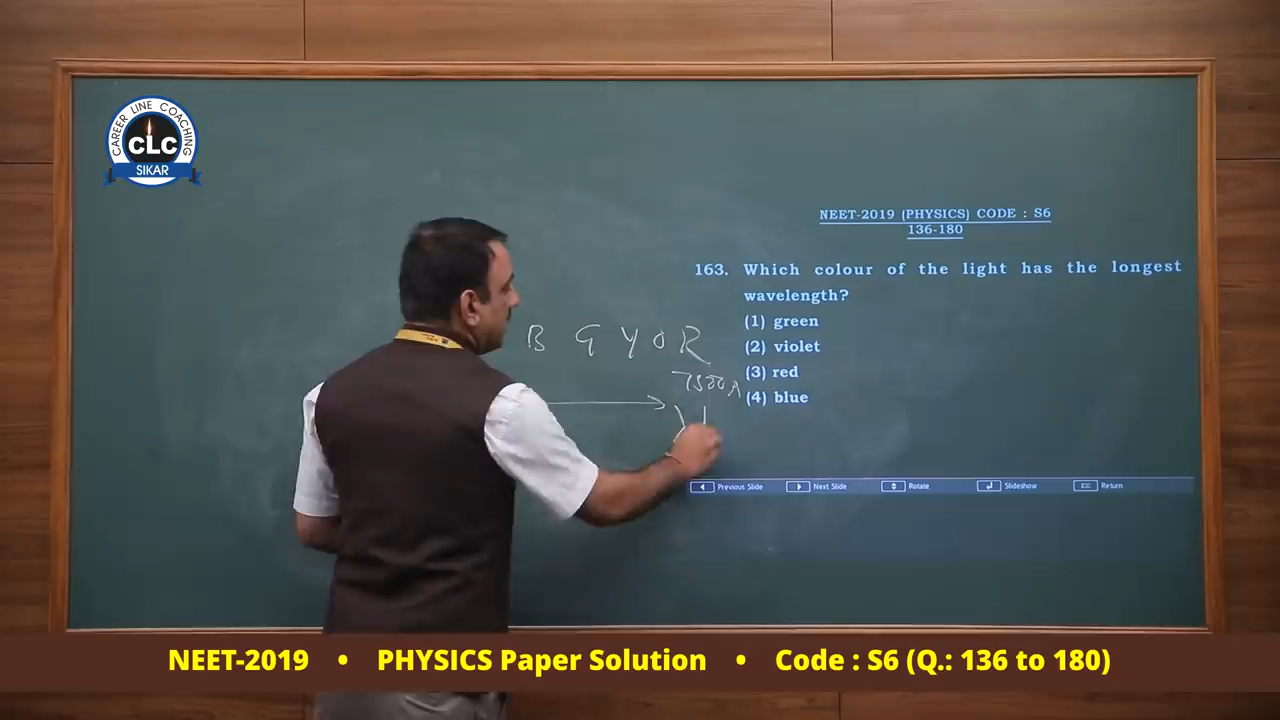 CAREER LINE COACHING
CLC
SIKAR
NEET-2019 (PHYSICS) CODE : S6
136-180
163. Which colour of the light has the longest
wavelength?
(1) green
(2) violet
(3) red
(4) blue
B G Y O R
Previous Slide Next Slide Rotate Slideshow ESC Return
NEET-2019 • PHYSICS Paper Solution • Code : S6 (Q.: 136 to 180)